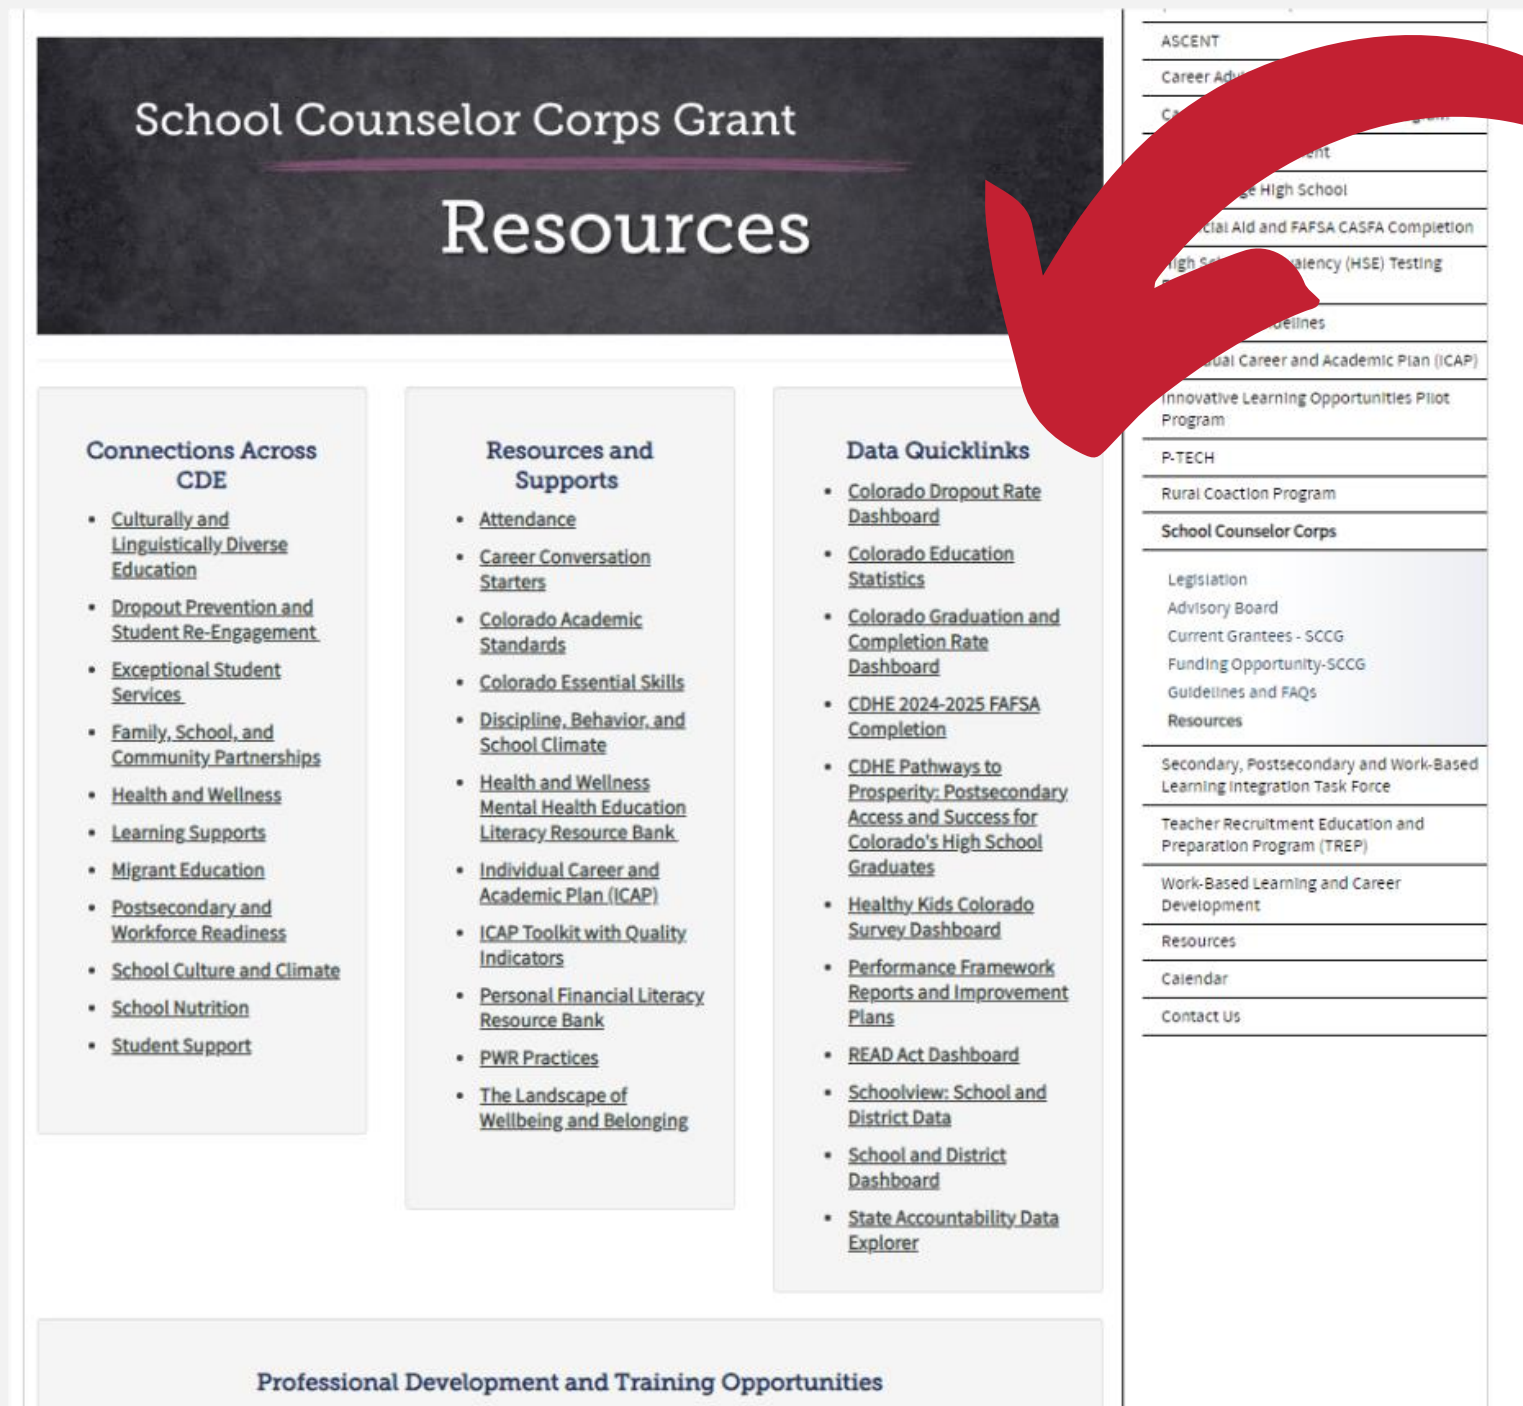 School Counselor Corps Grant
Resources
Connections Across
CDE
• Culturally and
Linguistically Diverse
Education
• Dropout Prevention and
Student Re-Engagement
• Exceptional Student
Services
• Family, School, and
Community Partnerships
• Health and Wellness
• Learning Supports
• Migrant Education
• Postsecondary and
Workforce Readiness
• School Culture and Climate
• School Nutrition
• Student Support
Resources and
Supports
• Attendance
• Career Conversation
Starters
• Colorado Academic
Standards
• Colorado Essential Skills
• Discipline, Behavior, and
School Climate
• Health and Wellness
Mental Health Education
Literacy Resource Bank
• Individual Career and
Academic Plan (ICAP)
• ICAP Toolkit with Quality
Indicators
• Personal Financial Literacy
Resource Bank
• PWR Practices
• The Landscape of
Wellbeing and Belonging
Data Quicklinks
• Colorado Dropout Rate
Dashboard
• Colorado Education
Statistics
• Colorado Graduation and
Completion Rate
Dashboard
• CDHE 2024-2025 FAFSA
Completion
• CDHE Pathways to
Prosperity: Postsecondary
Access and Success for
Colorado's High School
Graduates
• Healthy Kids Colorado
Survey Dashboard
• Performance Framework
Reports and Improvement
Plans
• READ Act Dashboard
• Schoolview: School and
District Data
• School and District
Dashboard
• State Accountability Data
Explorer
Professional Development and Training Opportunities
ASCENT
Career
High School
Aid and FAFSA CASFA Completion
(HSE) Testing
Career and Academic Plan (ICAP)
Innovative Learning Opportunities Pilot
Program
P-TECH
Rural Coaction Program
School Counselor Corps
Legislation
Advisory Board
Current Grantees - SCCG
Funding Opportunity-SCCG
Guidelines and FAQs
Resources
Secondary, Postsecondary and Work-Based
Learning Integration Task Force
Teacher Recruitment Education and
Preparation Program (TREP)
Work-Based Learning and Career
Development
Resources
Calendar
Contact Us